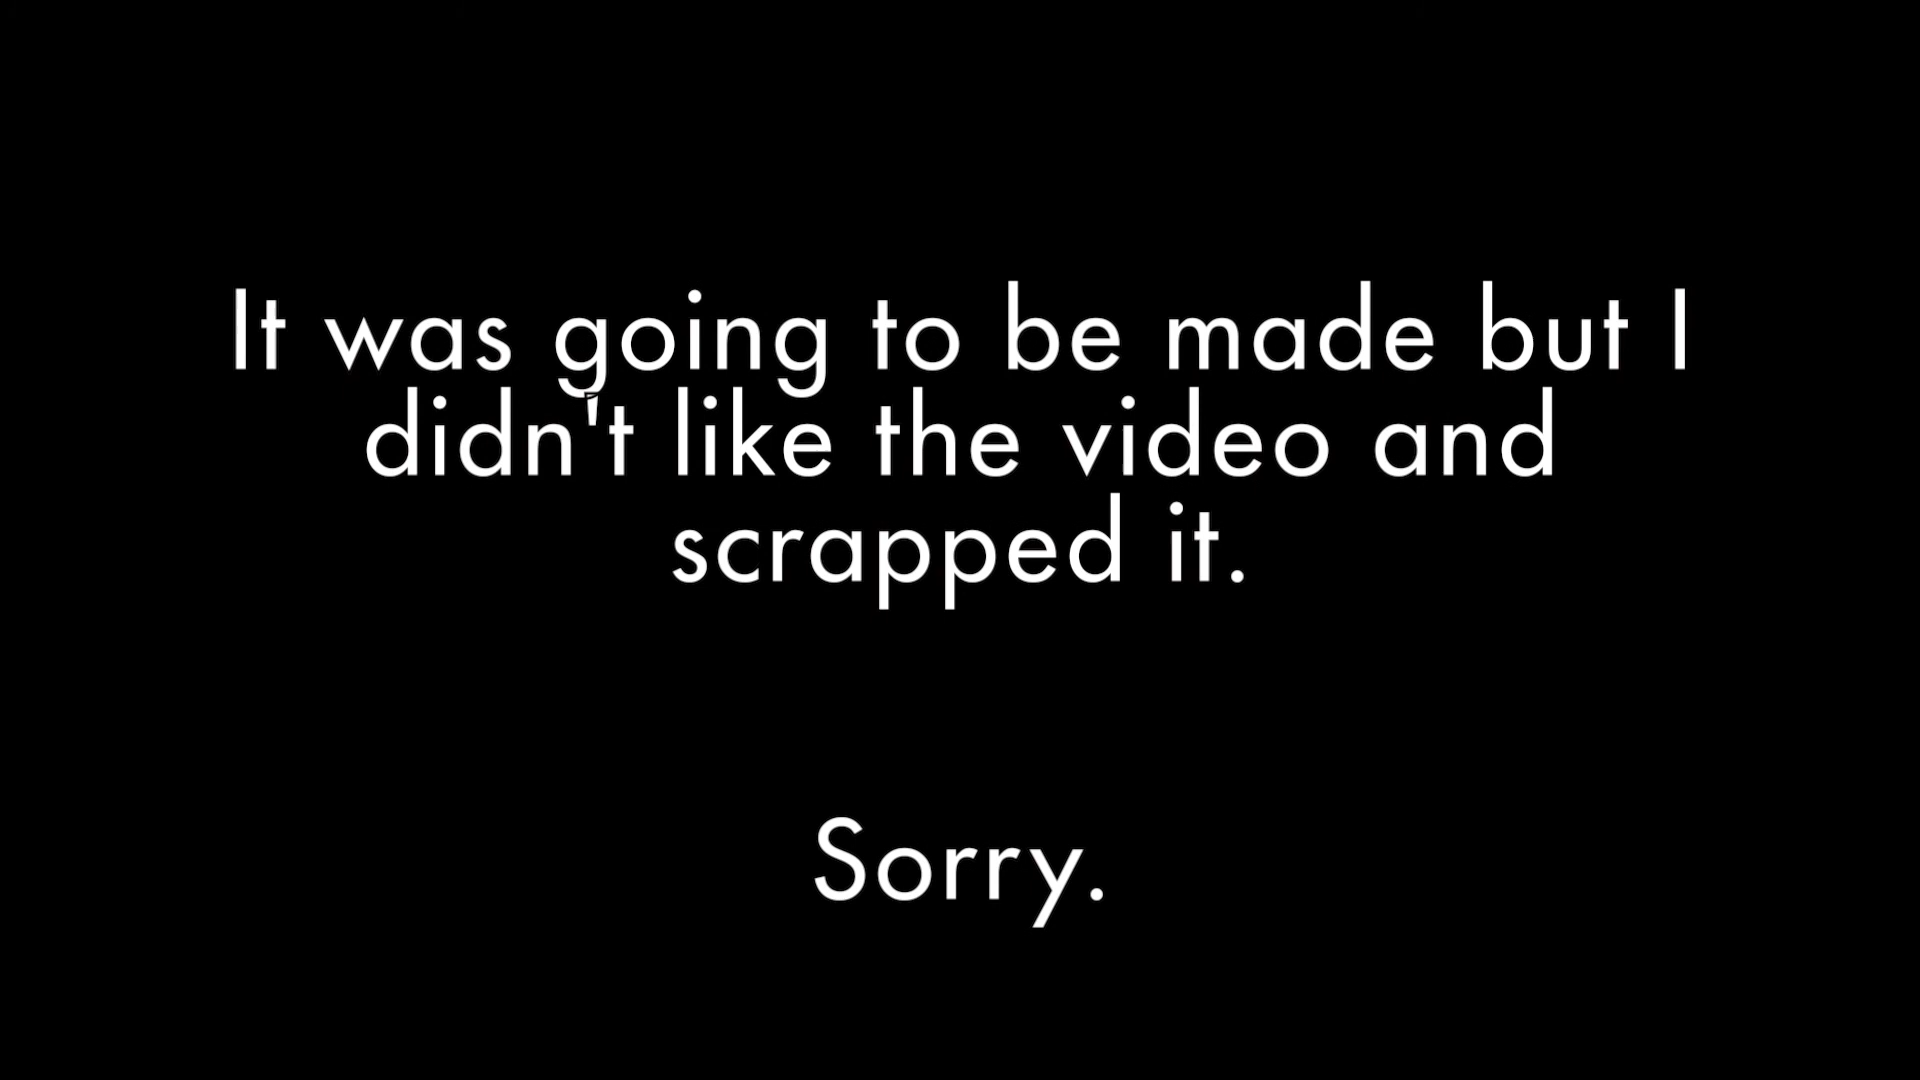 It was going to be made but I
didn't like the video and
scrapped it.
Sorry.